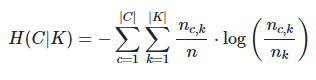 H(C|K) = -\sum_{c=1}^{|C|} \sum_{k=1}^{|K|} \frac{n_{c,k}}{n} \cdot \log\left(\frac{n_{c,k}}{n_k}\right)